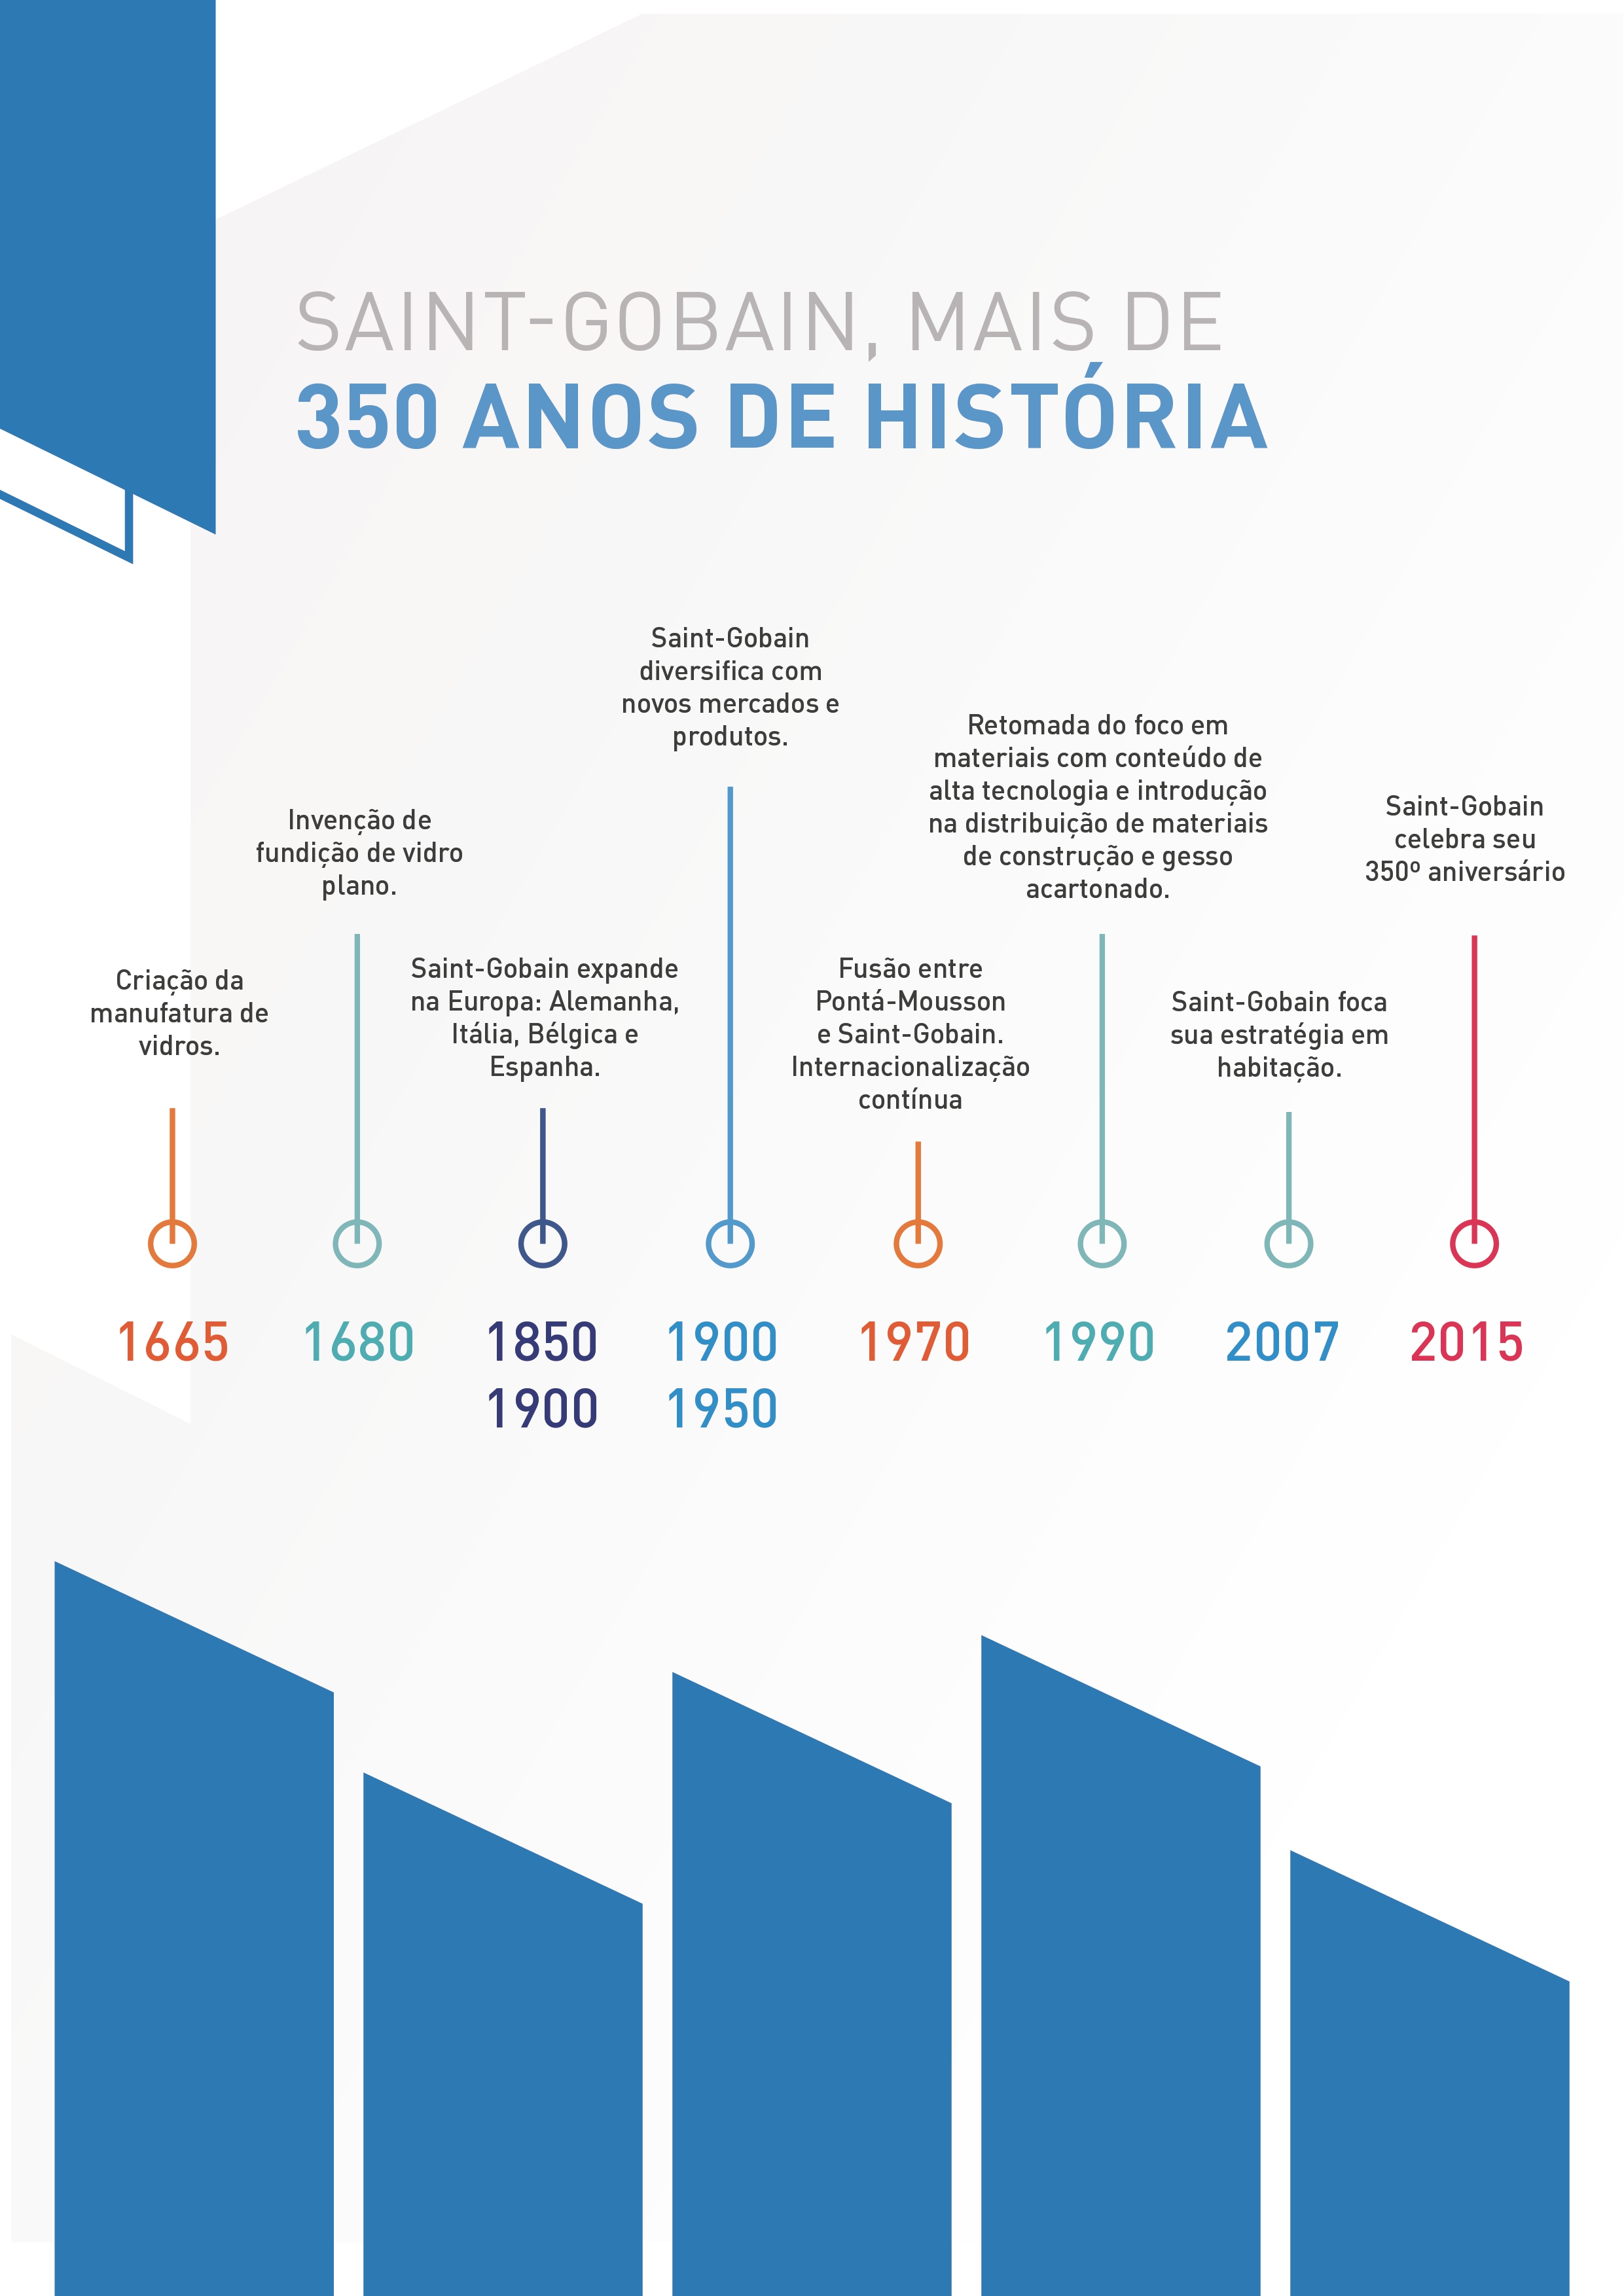 SAINT-GOBAIN, MAIS DE
350 ANOS DE HISTÓRIA
Criação da
manufatura de
vidros.
1665
Invenção de
fundição de vidro
plano.
1680
Saint-Gobain expande
na Europa: Alemanha,
Itália, Bélgica e
Espanha.
1850
1900
Saint-Gobain
diversifica com
novos mercados e
produtos.
1900
1950
Fusão entre
Pontá-Mousson
e Saint-Gobain.
Internacionalização
contínua
1970
Retomada do foco em
materiais com conteúdo de
alta tecnologia e introdução
na distribuição de materiais
de construção e gesso
acartonado.
1990
Saint-Gobain foca
sua estratégia em
habitação.
2007
Saint-Gobain
celebra seu
350º aniversário
2015